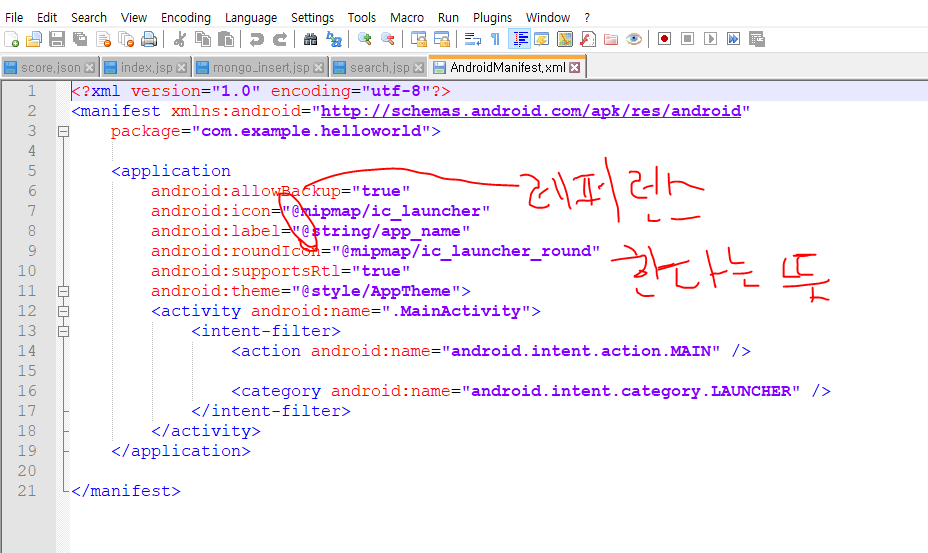 File Edit Search View Encoding Language Settings Tools Macro Run Plugins Window ?
score.json index.jsp mongo_insert.jsp search.jsp AndroidManifest.xml
1 <?xml version="1.0" encoding="utf-8"?>
2 <manifest xmlns:android="http://schemas.android.com/apk/res/android"
3 package="com.example.helloworld">
4
5 <application
6 android:allowBackup="true"
7 android:icon="@mipmap/ic_launcher"
8 android:label="@string/app_name"
9 android:roundIcon="@mipmap/ic_launcher_round"
10 android:supportsRtl="true"
11 android:theme="@style/AppTheme">
12 <activity android:name=".MainActivity">
13 <intent-filter>
14 <action android:name="android.intent.action.MAIN" />
15
16 <category android:name="android.intent.category.LAUNCHER" />
17 </intent-filter>
18 </activity>
19 </application>
20
21 </manifest>
레퍼런스
한다는 뜻